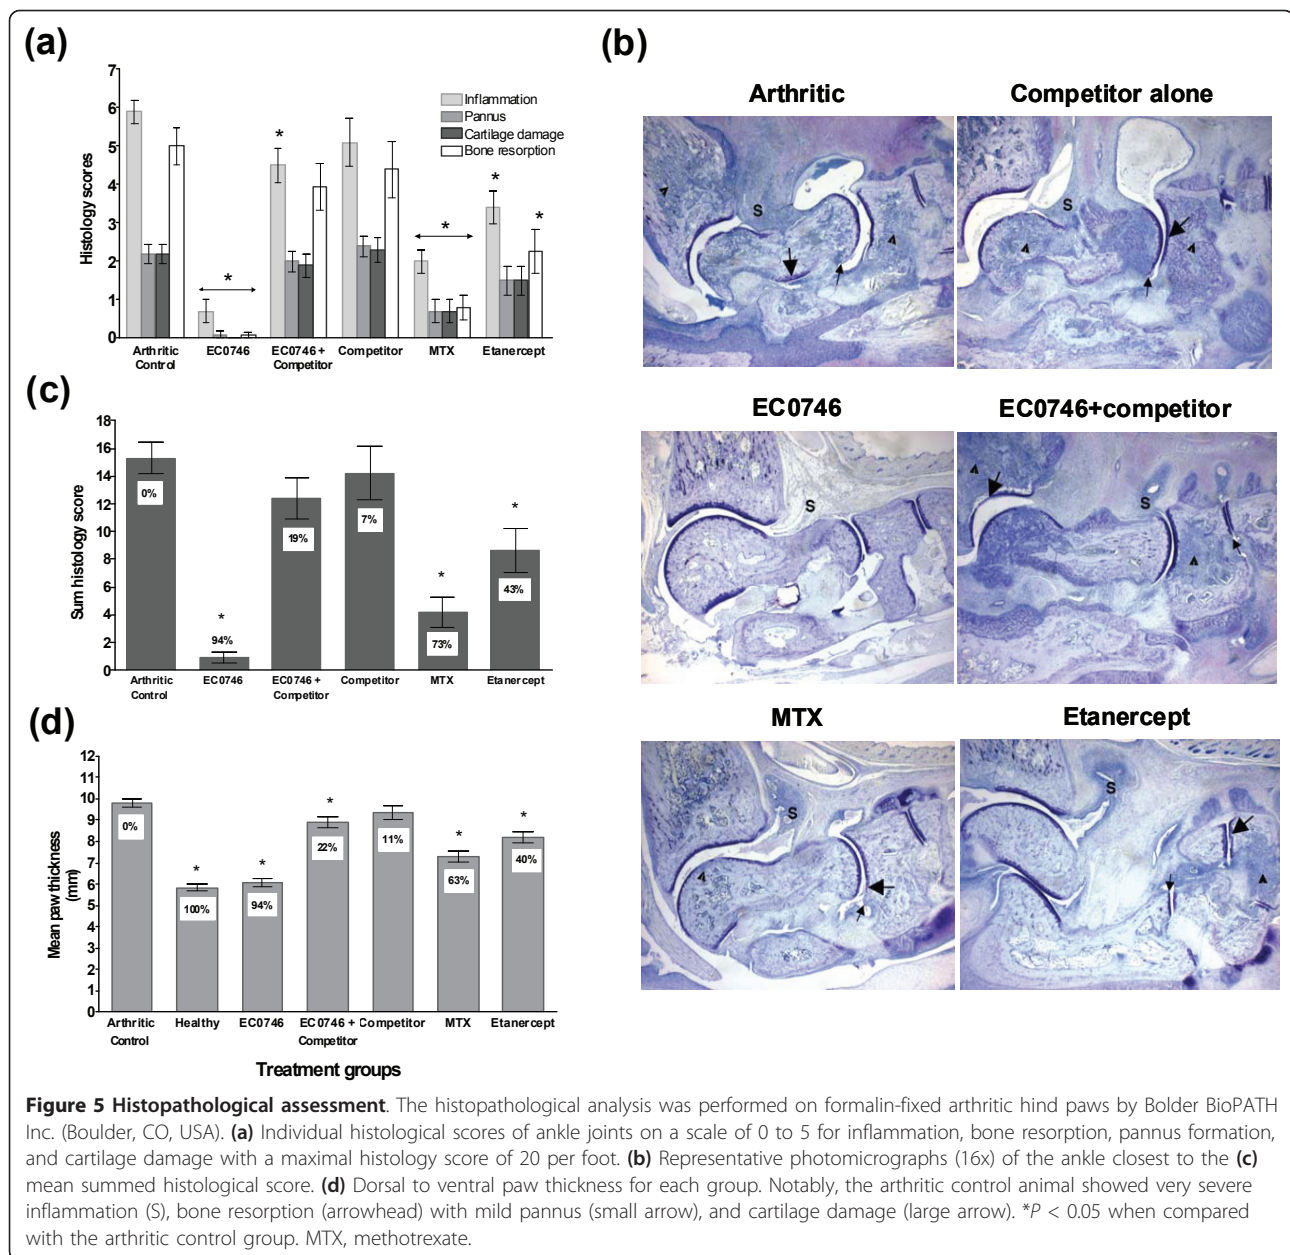 (a)
7
6
5
4
3
2
1
0
Histology scores
Inflammation
Pannus
Cartilage damage
Bone resorption
*
*
*
*
*
Arthritic Control
EC0746
EC0746 + Competitor
Competitor
MTX
Etanercept
(b)
Arthritic
Competitor alone
S
S
EC0746
EC0746+competitor
S
S
MTX
Etanercept
S
S
(c)
18
16
14
12
10
8
6
4
2
0
Sum histology score
0%
*
94%
19%
7%
*
73%
*
43%
Arthritic Control
EC0746
EC0746 + Competitor
Competitor
MTX
Etanercept
(d)
12
11
10
9
8
7
6
5
4
3
2
1
0
Mean paw thickness
(mm)
0%
*
100%
*
94%
*
22%
11%
*
63%
*
40%
Arthritic Control
Healthy
EC0746
EC0746 + Competitor
Competitor
MTX
Etanercept
Treatment groups
Figure 5 Histopathological assessment. The histopathological analysis was performed on formalin-fixed arthritic hind paws by Bolder BioPATH
Inc. (Boulder, CO, USA). (a) Individual histological scores of ankle joints on a scale of 0 to 5 for inflammation, bone resorption, pannus formation,
and cartilage damage with a maximal histology score of 20 per foot. (b) Representative photomicrographs (16x) of the ankle closest to the (c)
mean summed histological score. (d) Dorsal to ventral paw thickness for each group. Notably, the arthritic control animal showed very severe
inflammation (S), bone resorption (arrowhead) with mild pannus (small arrow), and cartilage damage (large arrow). *P < 0.05 when compared
with the arthritic control group. MTX, methotrexate.